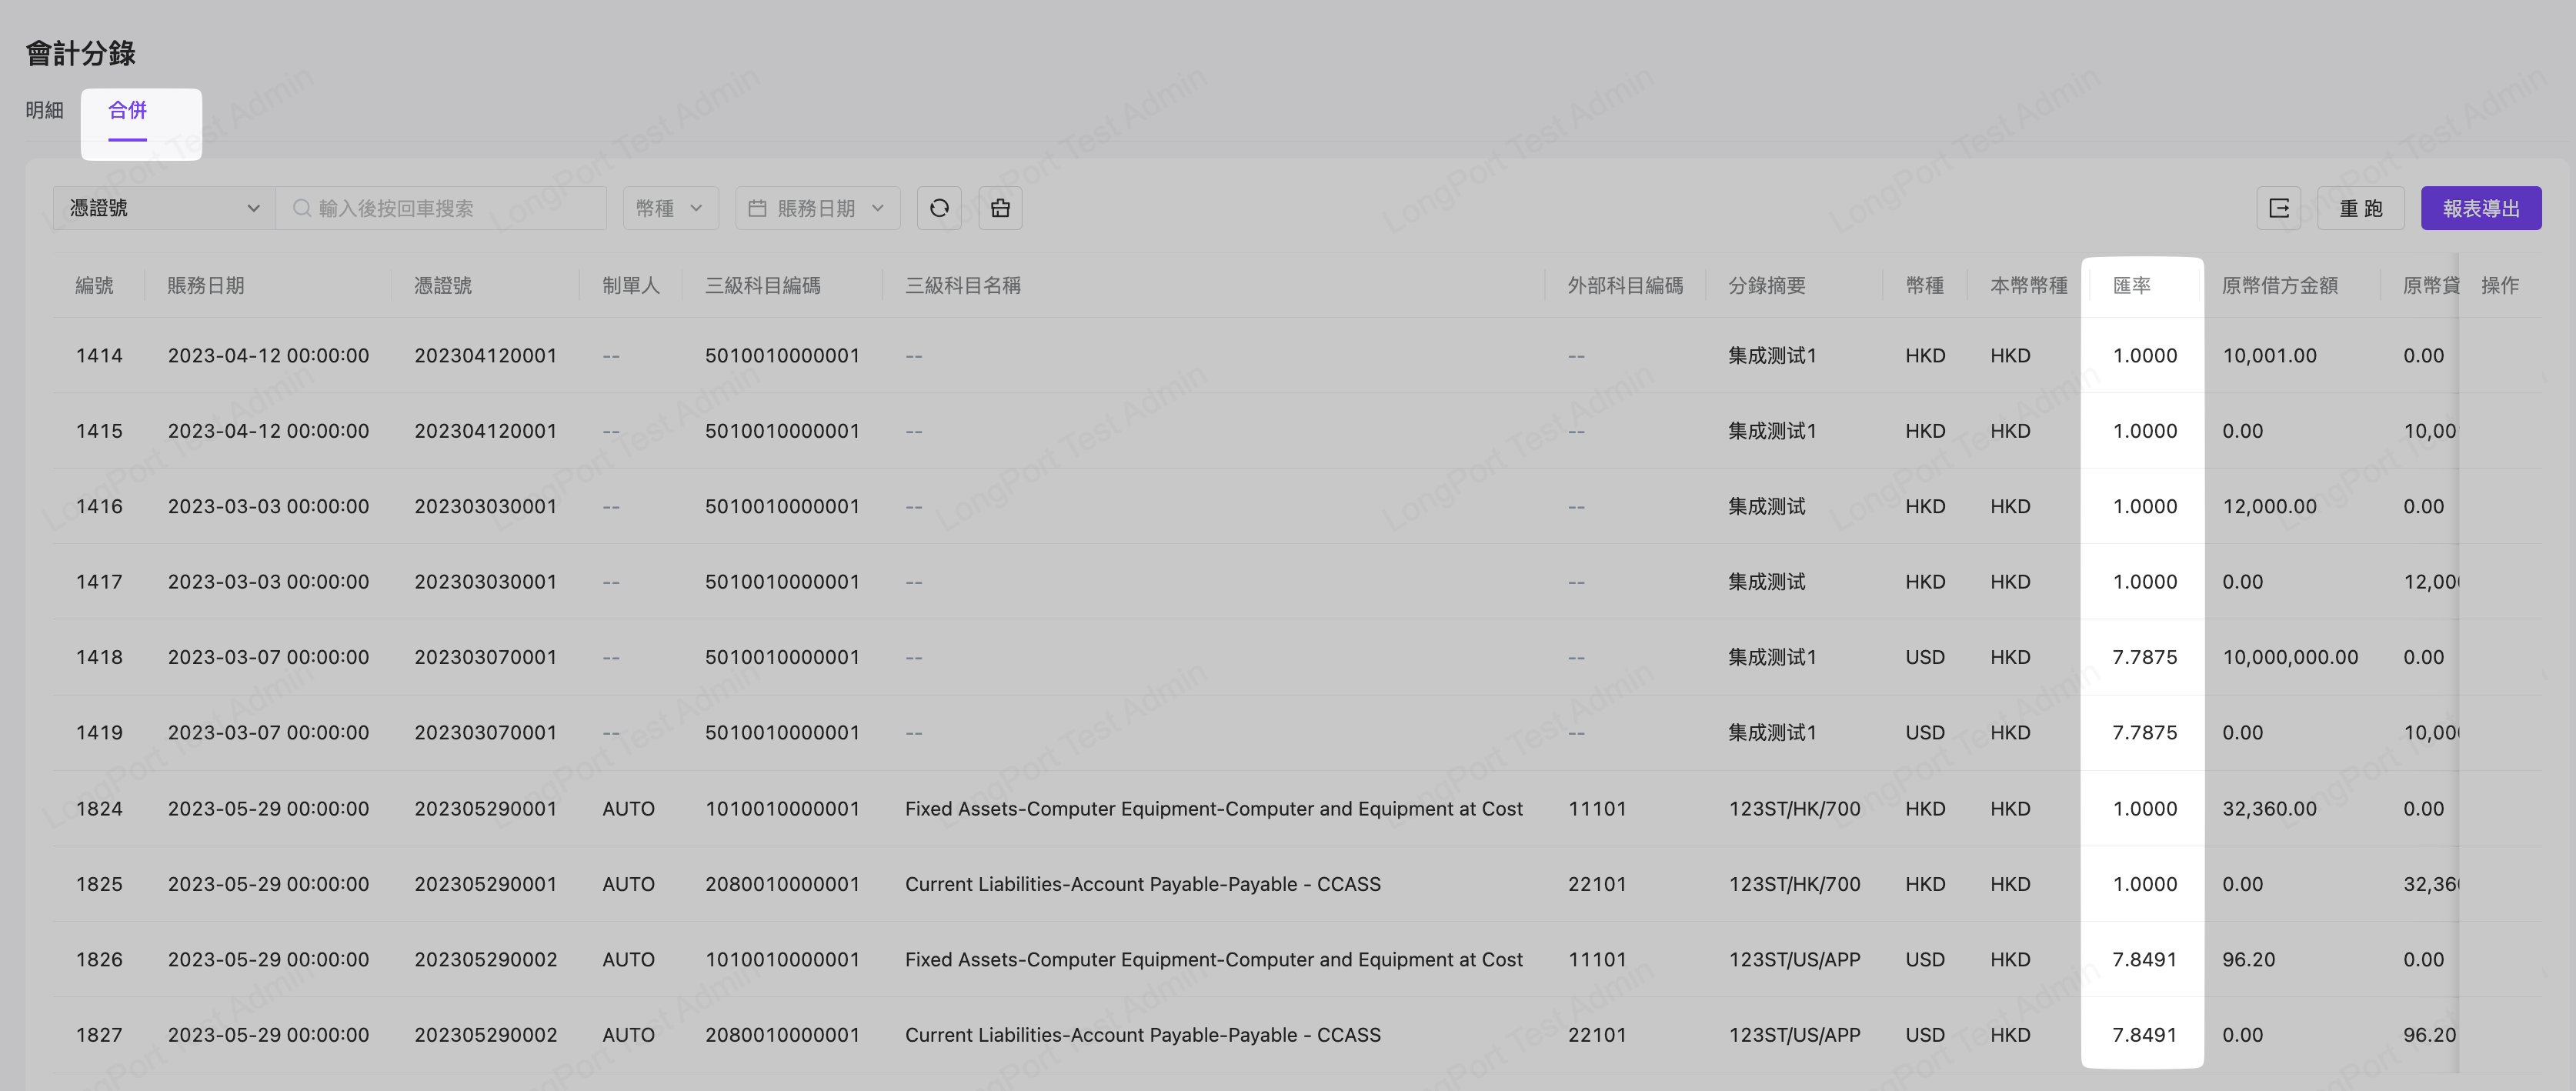 會計分錄
明細 合併
憑證號 輸入後按回車搜索 幣種 賬務日期 重 跑 報表導出
編號 賬務日期 憑證號 制單人 三級科目編碼 三級科目名稱 外部科目編碼 分錄摘要 幣種 本幣幣種 匯率 原幣借方金額 原幣貸 操作
1414 2023-04-12 00:00:00 202304120001 -- 5010010000001 -- -- 集成测试1 HKD HKD 1.0000 10,001.00 0.00
1415 2023-04-12 00:00:00 202304120001 -- 5010010000001 -- -- 集成测试1 HKD HKD 1.0000 0.00 10,00
1416 2023-03-03 00:00:00 202303030001 -- 5010010000001 -- -- 集成测试 HKD HKD 1.0000 12,000.00 0.00
1417 2023-03-03 00:00:00 202303030001 -- 5010010000001 -- -- 集成测试 HKD HKD 1.0000 0.00 12,00
1418 2023-03-07 00:00:00 202303070001 -- 5010010000001 -- -- 集成测试1 USD HKD 7.7875 10,000,000.00 0.00
1419 2023-03-07 00:00:00 202303070001 -- 5010010000001 -- -- 集成测试1 USD HKD 7.7875 0.00 10,00
1824 2023-05-29 00:00:00 202305290001 AUTO 1010010000001 Fixed Assets-Computer Equipment-Computer and Equipment at Cost 11101 123ST/HK/700 HKD HKD 1.0000 32,360.00 0.00
1825 2023-05-29 00:00:00 202305290001 AUTO 2080010000001 Current Liabilities-Account Payable-Payable - CCASS 22101 123ST/HK/700 HKD HKD 1.0000 0.00 32,36
1826 2023-05-29 00:00:00 202305290002 AUTO 1010010000001 Fixed Assets-Computer Equipment-Computer and Equipment at Cost 11101 123ST/US/APP USD HKD 7.8491 96.20 0.00
1827 2023-05-29 00:00:00 202305290002 AUTO 2080010000001 Current Liabilities-Account Payable-Payable - CCASS 22101 123ST/US/APP USD HKD 7.8491 0.00 96.20
LongPort Test Admin